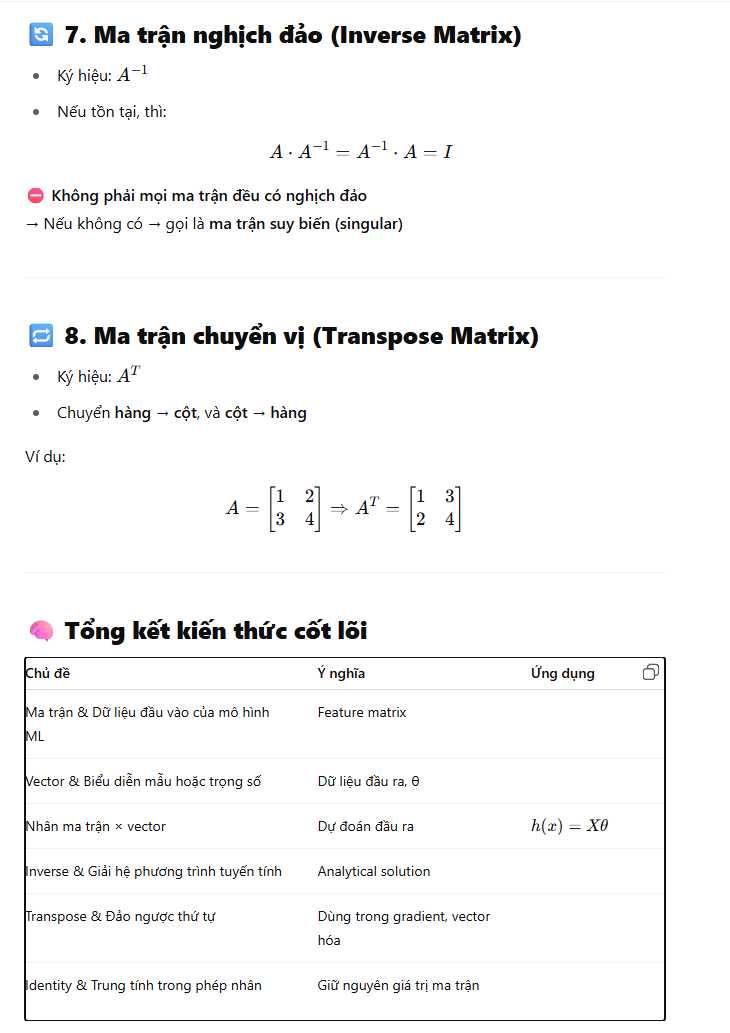 🔄 7. Ma trận nghịch đảo (Inverse Matrix)
• Ký hiệu: A⁻¹
• Nếu tồn tại, thì:
A · A⁻¹ = A⁻¹ · A = I
⛔ Không phải mọi ma trận đều có nghịch đảo
→ Nếu không có → gọi là ma trận suy biến (singular)
🔁 8. Ma trận chuyển vị (Transpose Matrix)
• Ký hiệu: Aᵀ
• Chuyển hàng → cột, và cột → hàng
Ví dụ:
A = [1 2; 3 4] ⇒ Aᵀ = [1 3; 2 4]
🧠 Tổng kết kiến thức cốt lõi
Chủ đề Ý nghĩa Ứng dụng
Ma trận & Dữ liệu đầu vào của mô hình Feature matrix
ML
Vector & Biểu diễn mẫu hoặc trọng số Dữ liệu đầu ra, θ
Nhân ma trận × vector Dự đoán đầu ra h(x) = Xθ
Inverse & Giải hệ phương trình tuyến tính Analytical solution
Transpose & Đảo ngược thứ tự Dùng trong gradient, vector
hóa
Identity & Trung tính trong phép nhân Giữ nguyên giá trị ma trận